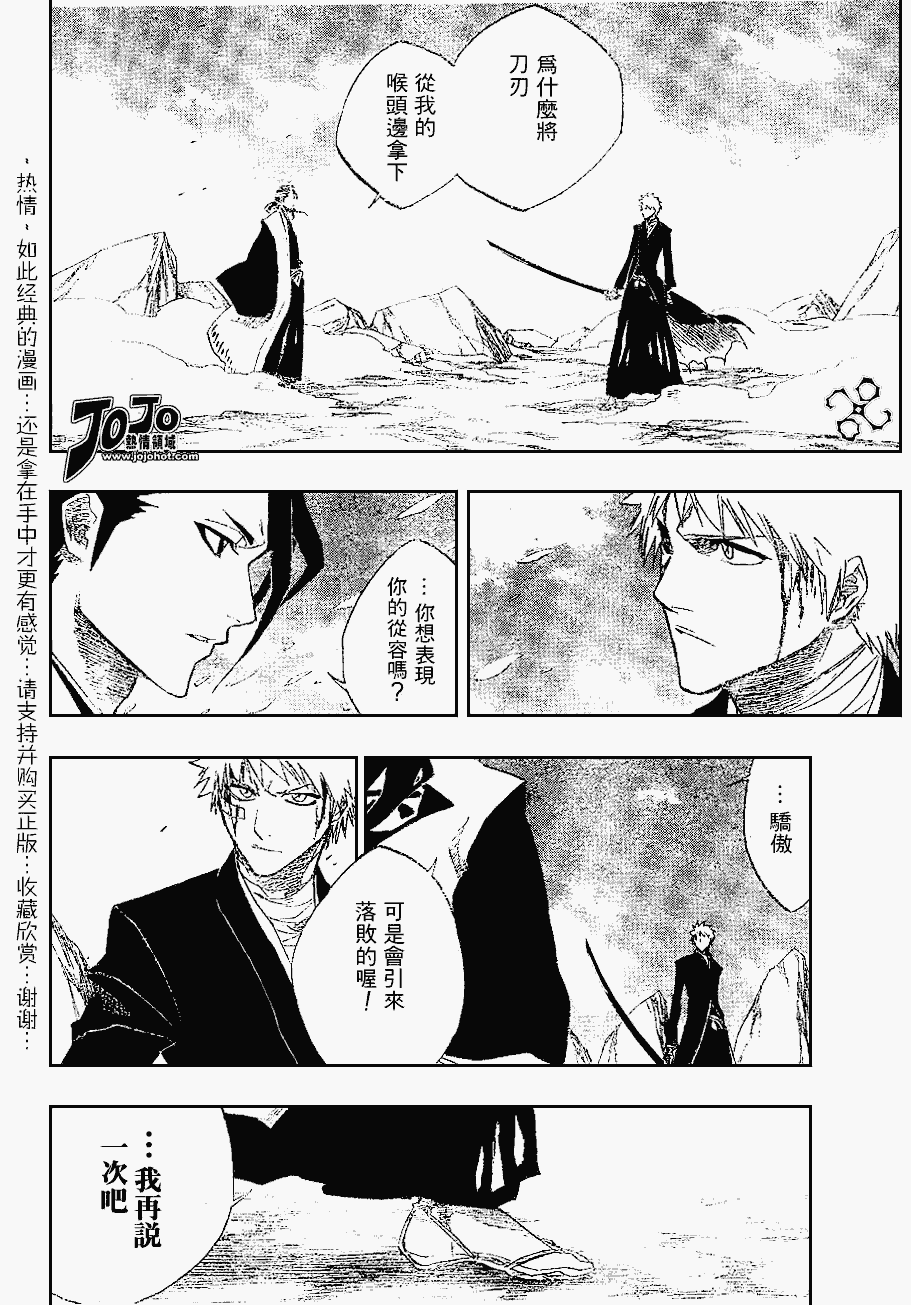 為什麼將
刀刃
從我的
喉頭邊拿下
…你想表現
你的從容嗎？
…驕傲
可是會引來
落敗的喔！
…我再説
一次吧
~热情~如此经典的漫画…还是拿在手中才更有感觉…请支持并购买正版…收藏欣赏…谢谢…
JOJO
熱情領域
www.jojohot.com